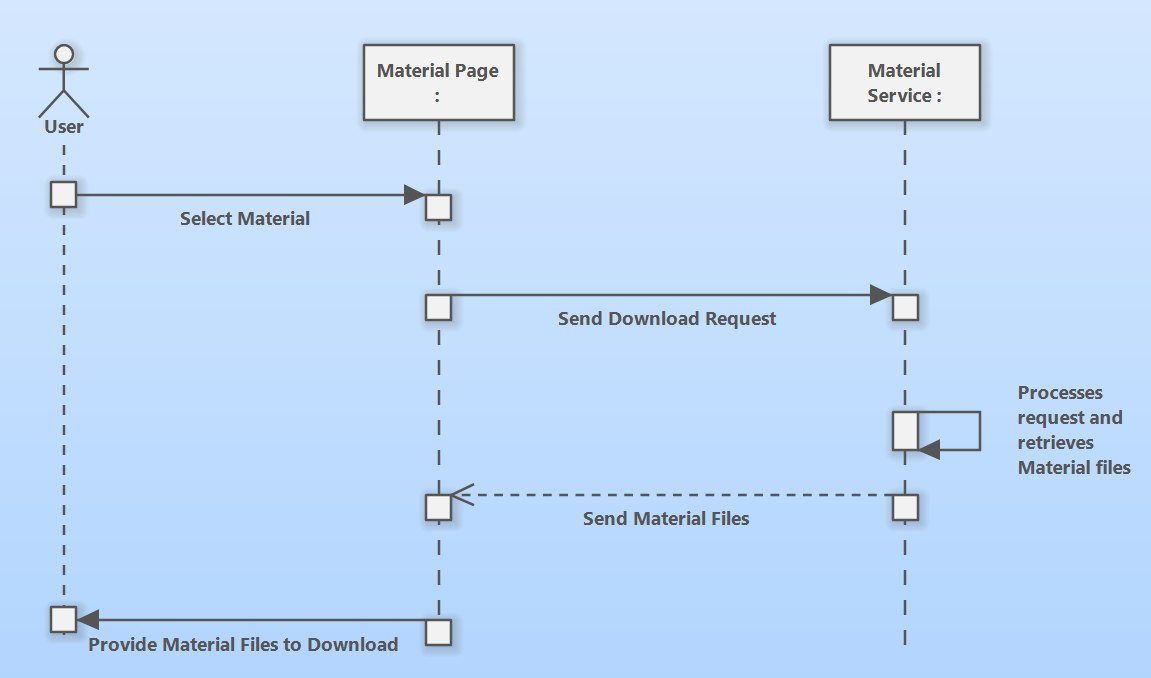 Material Page
:
Material
Service :
User
Select Material
Send Download Request
Processes
request and
retrieves
Material files
Send Material Files
Provide Material Files to Download